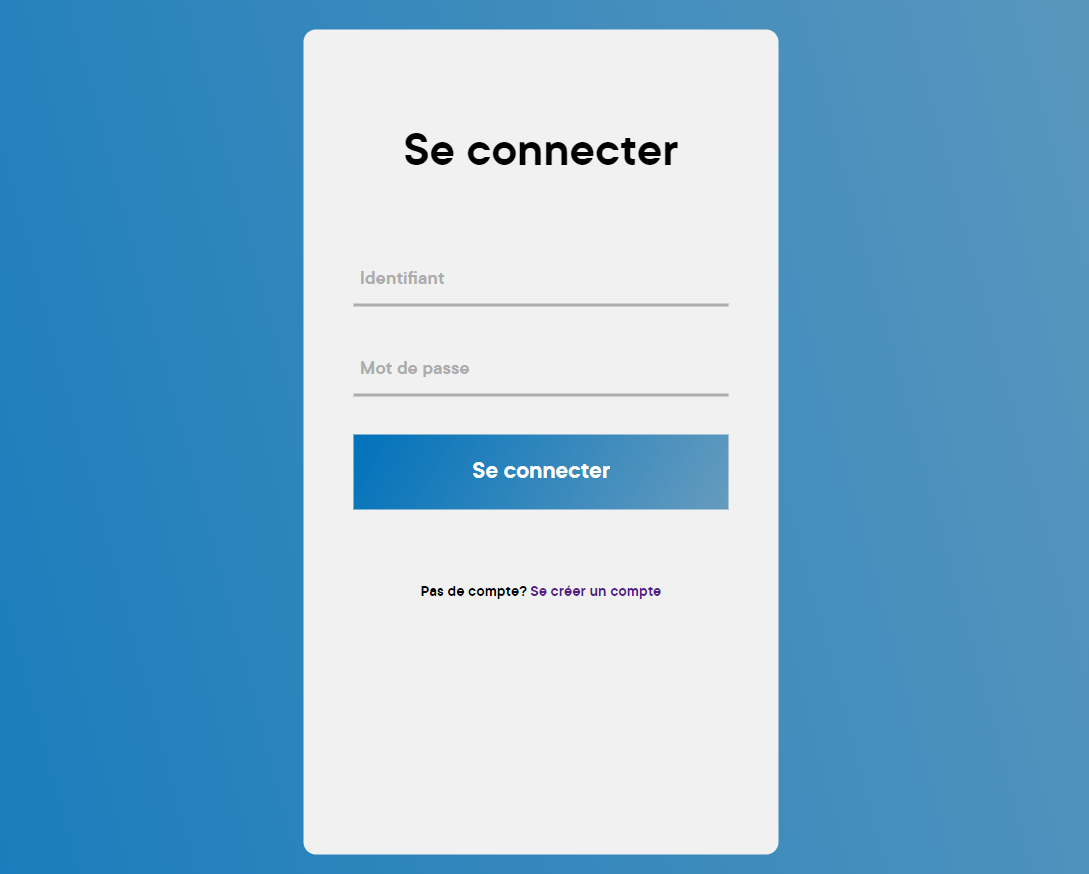 Se connecter
Identifiant
Mot de passe
Se connecter
Pas de compte? Se créer un compte